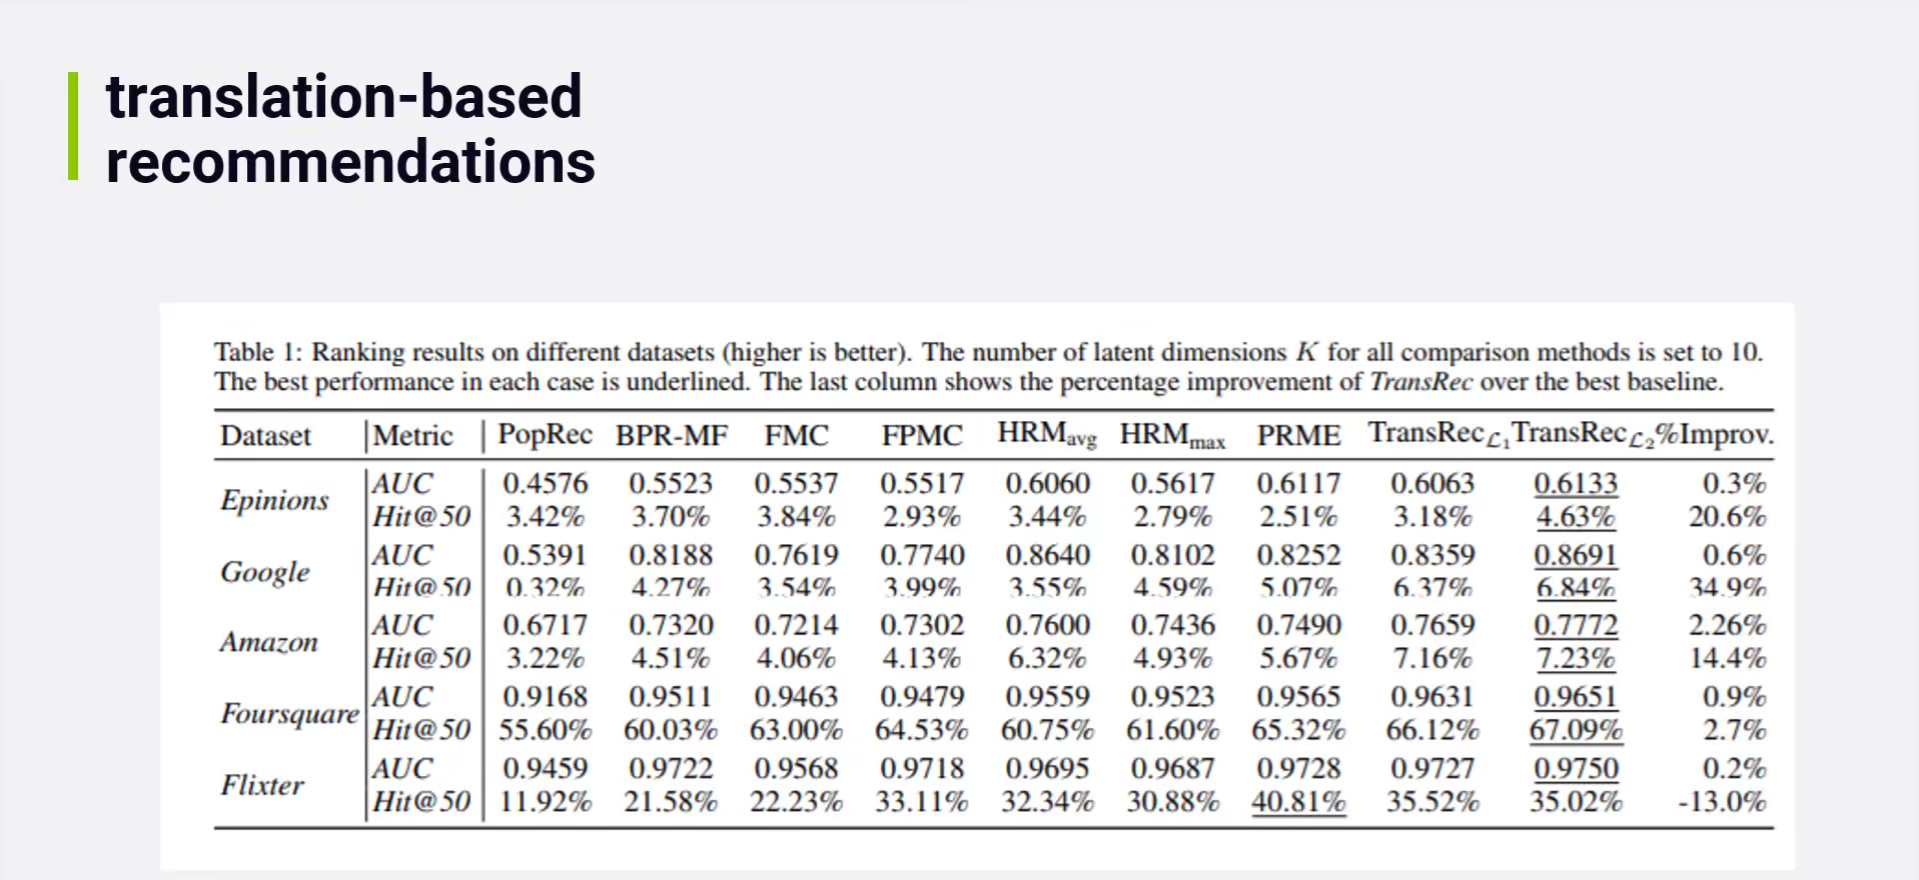 translation-based
recommendations
Table 1: Ranking results on different datasets (higher is better). The number of latent dimensions K for all comparison methods is set to 10.
The best performance in each case is underlined. The last column shows the percentage improvement of TransRec over the best baseline.
Dataset Metric PopRec BPR-MF FMC FPMC HRMavg HRMmax PRME TransRecL1 TransRecL2 %Improv.
Epinions AUC 0.4576 0.5523 0.5537 0.5517 0.6060 0.5617 0.6117 0.6063 0.6133 0.3%
Hit@50 3.42% 3.70% 3.84% 2.93% 3.44% 2.79% 2.51% 3.18% 4.63% 20.6%
Google AUC 0.5391 0.8188 0.7619 0.7740 0.8640 0.8102 0.8252 0.8359 0.8691 0.6%
Hit@50 0.32% 4.27% 3.54% 3.99% 3.55% 4.59% 5.07% 6.37% 6.84% 34.9%
Amazon AUC 0.6717 0.7320 0.7214 0.7302 0.7600 0.7436 0.7490 0.7659 0.7772 2.26%
Hit@50 3.22% 4.51% 4.06% 4.13% 6.32% 4.93% 5.67% 7.16% 7.23% 14.4%
Foursquare AUC 0.9168 0.9511 0.9463 0.9479 0.9559 0.9523 0.9565 0.9631 0.9651 0.9%
Hit@50 55.60% 60.03% 63.00% 64.53% 60.75% 61.60% 65.32% 66.12% 67.09% 2.7%
Flixter AUC 0.9459 0.9722 0.9568 0.9718 0.9695 0.9687 0.9728 0.9727 0.9750 0.2%
Hit@50 11.92% 21.58% 22.23% 33.11% 32.34% 30.88% 40.81% 35.52% 35.02% -13.0%